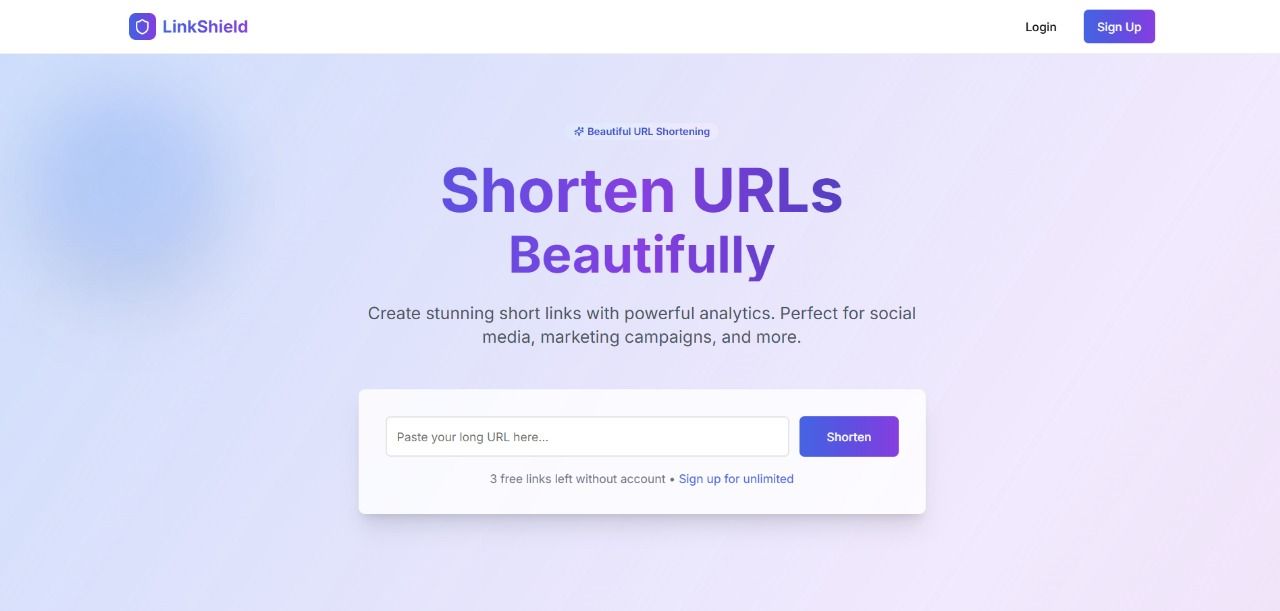 LinkShield
Login
Sign Up
Beautiful URL Shortening
Shorten URLs
Beautifully
Create stunning short links with powerful analytics. Perfect for social
media, marketing campaigns, and more.
Paste your long URL here...
Shorten
3 free links left without account • Sign up for unlimited